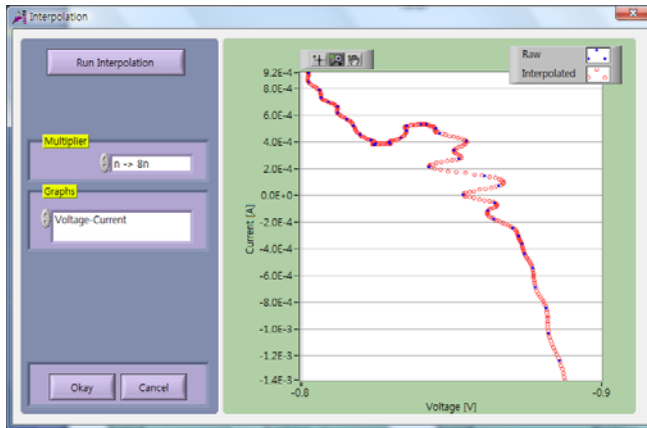 Interpolation
Run Interpolation
Multiplier
n -> 8n
Graphs
Voltage-Current
Okay
Cancel
Raw
Interpolated
9.2E-4
8.0E-4
6.0E-4
4.0E-4
2.0E-4
0.0E+0
-2.0E-4
-4.0E-4
-6.0E-4
-8.0E-4
-1.0E-3
-1.2E-3
-1.4E-3
Current [A]
-0.8
-0.9
Voltage [V]